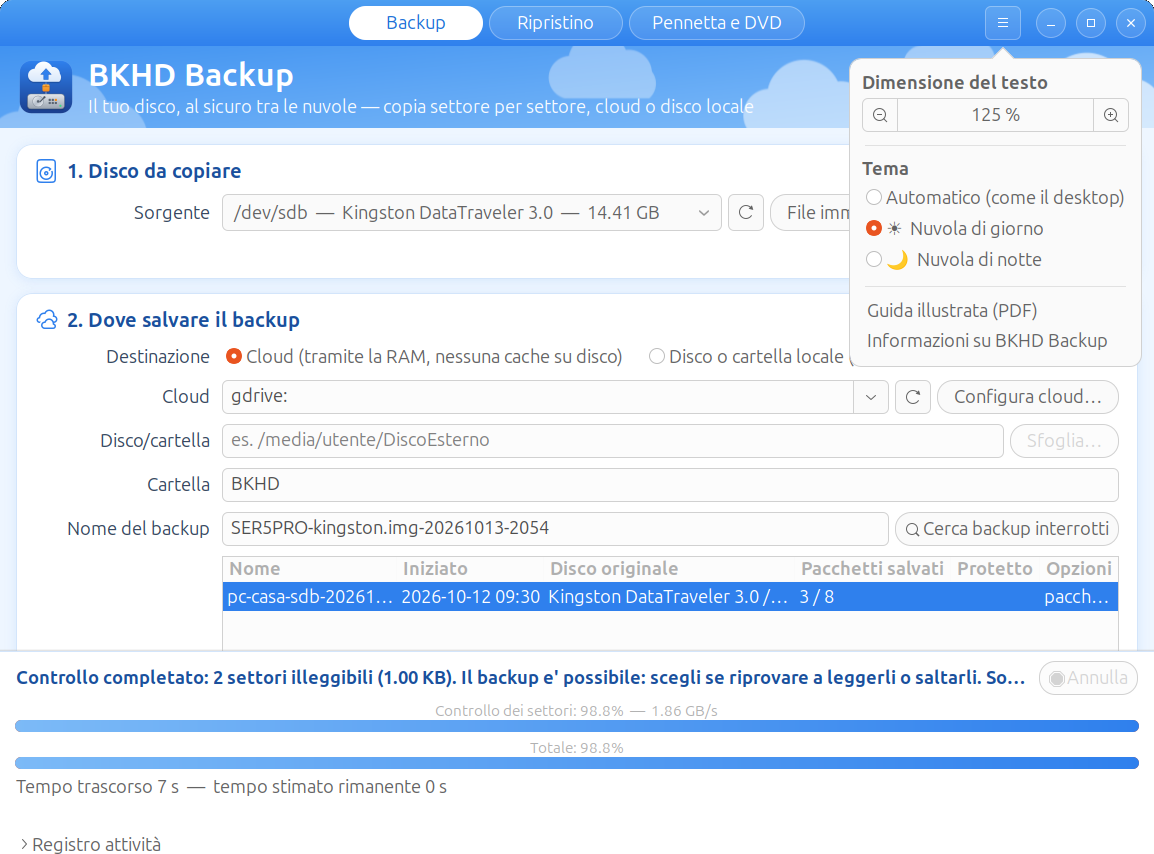 Backup Ripristino Pennetta e DVD
BKHD Backup
Il tuo disco, al sicuro tra le nuvole — copia settore per settore, cloud o disco locale
Dimensione del testo
125 %
Tema
Automatico (come il desktop)
Nuvola di giorno
Nuvola di notte
Guida illustrata (PDF)
Informazioni su BKHD Backup
1. Disco da copiare
Sorgente /dev/sdb — Kingston DataTraveler 3.0 — 14.41 GB File imm
2. Dove salvare il backup
Destinazione Cloud (tramite la RAM, nessuna cache su disco) Disco o cartella locale (
Cloud gdrive: Configura cloud...
Disco/cartella es. /media/utente/DiscoEsterno Sfoglia...
Cartella BKHD
Nome del backup SER5PRO-kingston.img-20261013-2054 Cerca backup interrotti
Nome Iniziato Disco originale Pacchetti salvati Protetto Opzioni
pc-casa-sdb-20261... 2026-10-12 09:30 Kingston DataTraveler 3.0 /... 3 / 8 pacch...
Controllo completato: 2 settori illeggibili (1.00 KB). Il backup e' possibile: scegli se riprovare a leggerli o saltarli. So... Annulla
Controllo dei settori: 98.8% — 1.86 GB/s
Totale: 98.8%
Tempo trascorso 7 s — tempo stimato rimanente 0 s
Registro attività